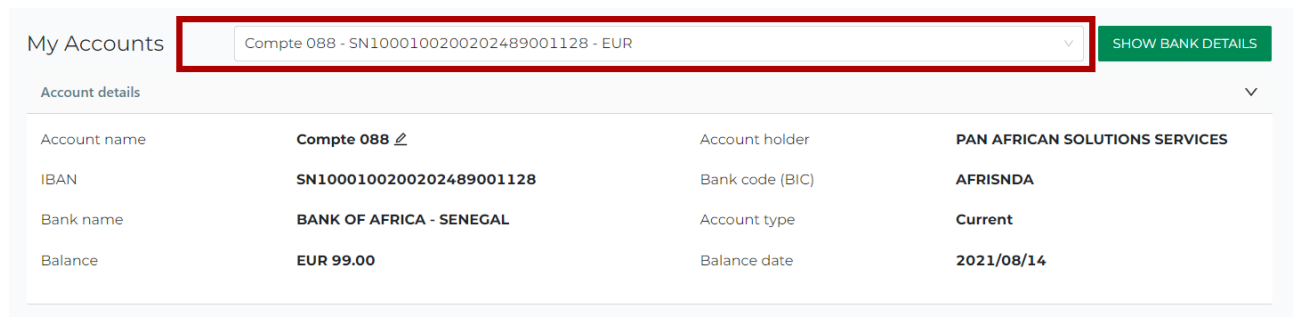 My Accounts Compte 088 - SN1000100200202489001128 - EUR SHOW BANK DETAILS
Account details
Account name Compte 088 Account holder PAN AFRICAN SOLUTIONS SERVICES
IBAN SN1000100200202489001128 Bank code (BIC) AFRISNDA
Bank name BANK OF AFRICA - SENEGAL Account type Current
Balance EUR 99.00 Balance date 2021/08/14